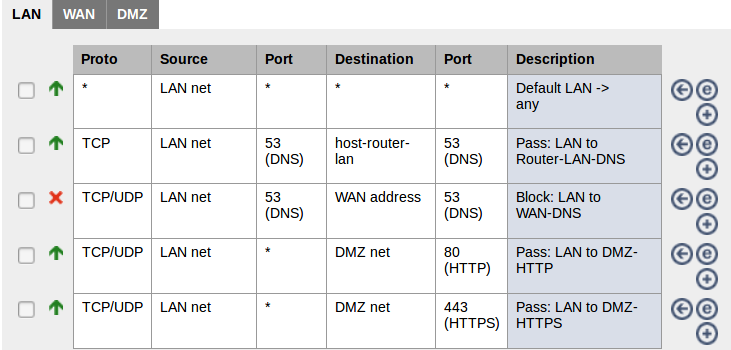 LAN WAN DMZ
Proto Source Port Destination Port Description
* LAN net * * * Default LAN ->
any
TCP LAN net 53 host-router- 53 Pass: LAN to
(DNS) lan (DNS) Router-LAN-DNS
TCP/UDP LAN net 53 WAN address 53 Block: LAN to
(DNS) (DNS) WAN-DNS
TCP/UDP LAN net * DMZ net 80 Pass: LAN to DMZ-
(HTTP) HTTP
TCP/UDP LAN net * DMZ net 443 Pass: LAN to DMZ-
(HTTPS) HTTPS